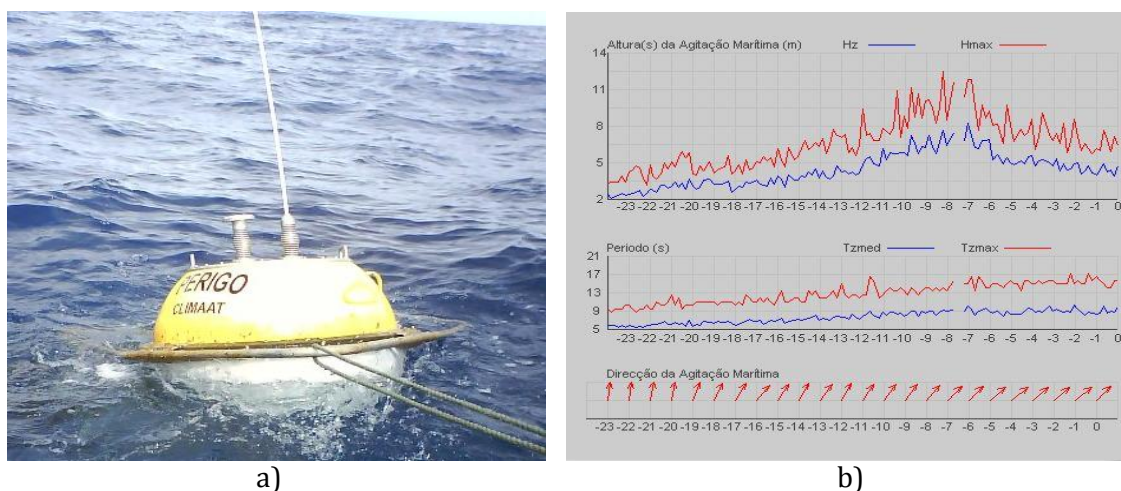 PERIGO
CLIMAAT
a)
Altura(s) da Agitação Marítima (m) Hz Hmax
14
11
8
5
2
-23 -22 -21 -20 -19 -18 -17 -16 -15 -14 -13 -12 -11 -10 -9 -8 -7 -6 -5 -4 -3 -2 -1 0
Período (s) Tzmed Tzmax
21
17
13
9
5
-23 -22 -21 -20 -19 -18 -17 -16 -15 -14 -13 -12 -11 -10 -9 -8 -7 -6 -5 -4 -3 -2 -1 0
Direcção da Agitação Marítima
-23 -22 -21 -20 -19 -18 -17 -16 -15 -14 -13 -12 -11 -10 -9 -8 -7 -6 -5 -4 -3 -2 -1 0
b)